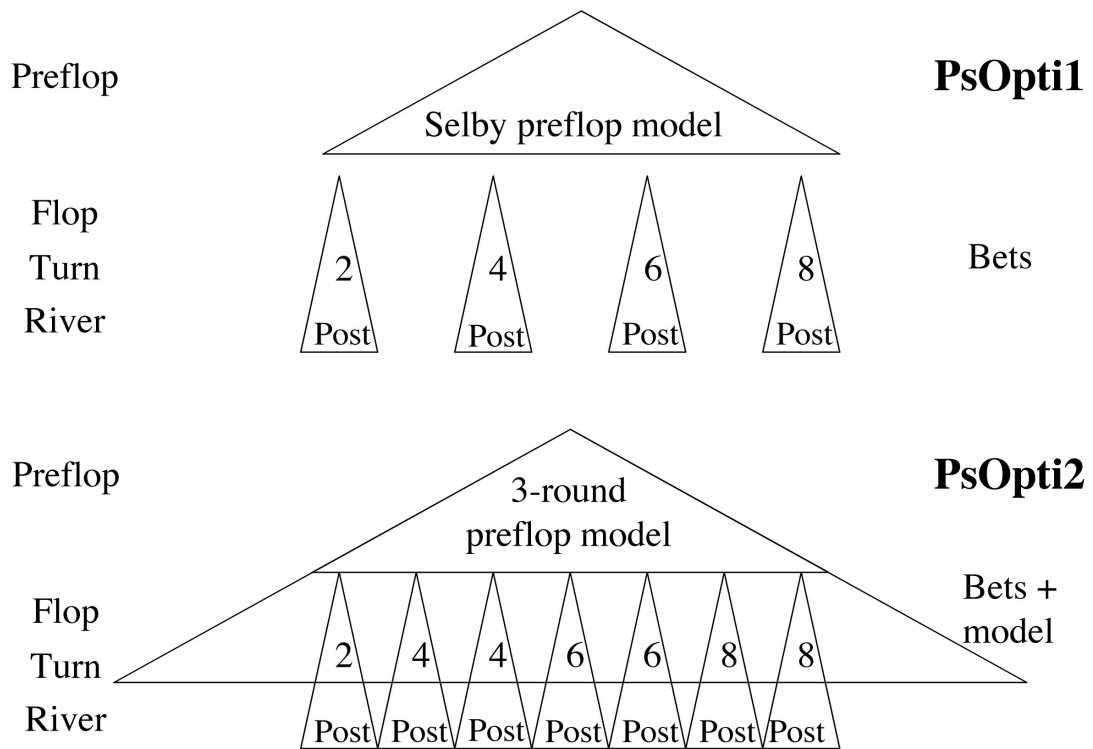 Preflop
PsOpti1
Selby preflop model
Flop
Turn
River
2 4 6 8
Post Post Post Post
Bets
Preflop
PsOpti2
3-round
preflop model
Flop
Turn
River
2 4 4 6 6 8 8
Post Post Post Post Post Post Post
Bets +
model